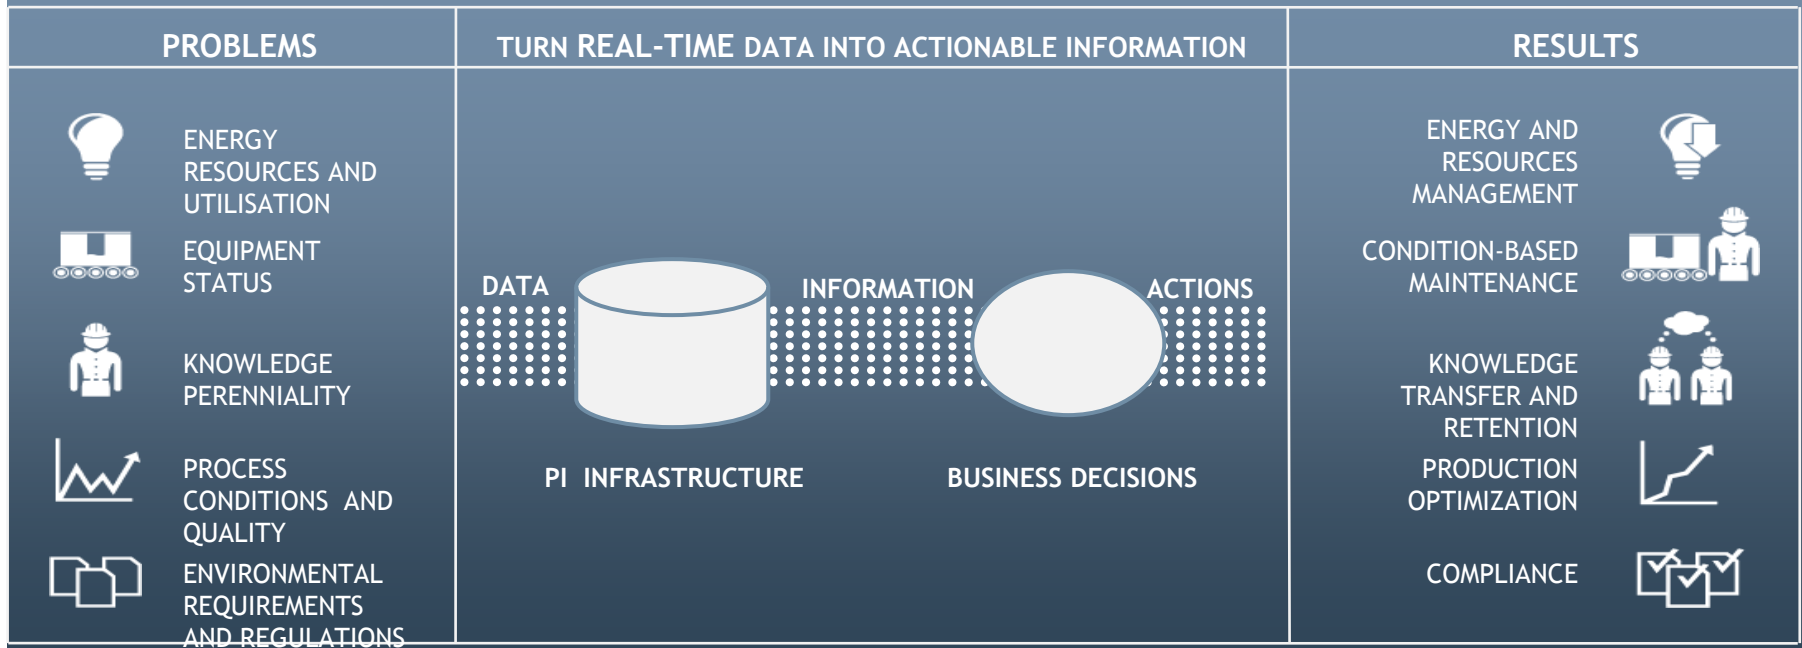 PROBLEMS
TURN REAL-TIME DATA INTO ACTIONABLE INFORMATION
RESULTS
ENERGY
RESOURCES AND
UTILISATION
EQUIPMENT
STATUS
KNOWLEDGE
PERENNIALITY
PROCESS
CONDITIONS AND
QUALITY
ENVIRONMENTAL
REQUIREMENTS
AND REGULATIONS
DATA
INFORMATION
ACTIONS
PI INFRASTRUCTURE
BUSINESS DECISIONS
ENERGY AND
RESOURCES
MANAGEMENT
CONDITION-BASED
MAINTENANCE
KNOWLEDGE
TRANSFER AND
RETENTION
PRODUCTION
OPTIMIZATION
COMPLIANCE